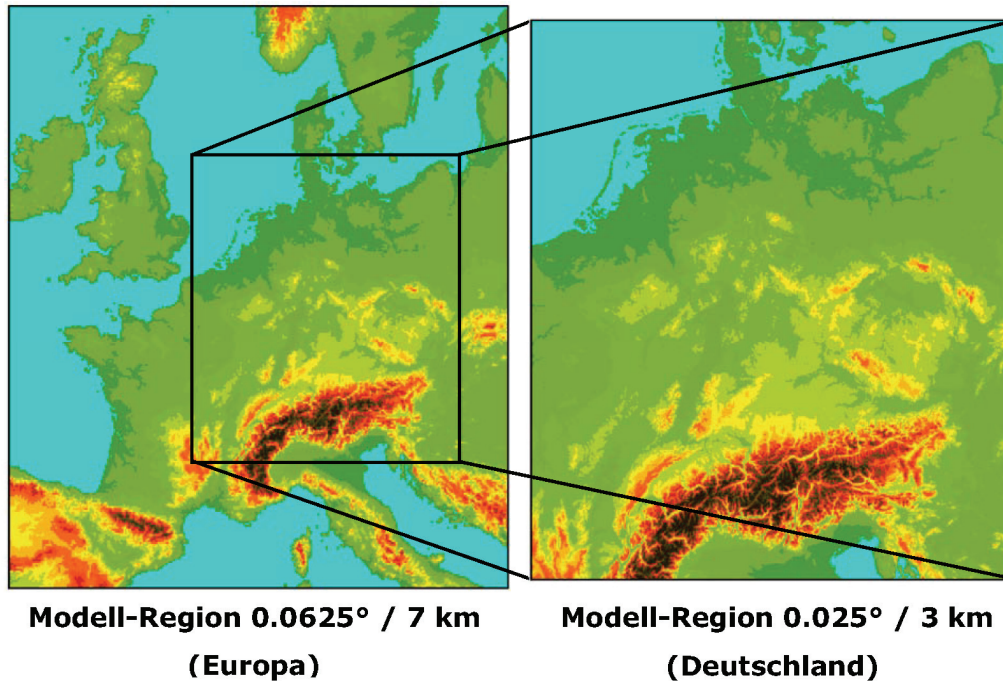 Modell-Region 0.0625° / 7 km
(Europa)
Modell-Region 0.025° / 3 km
(Deutschland)